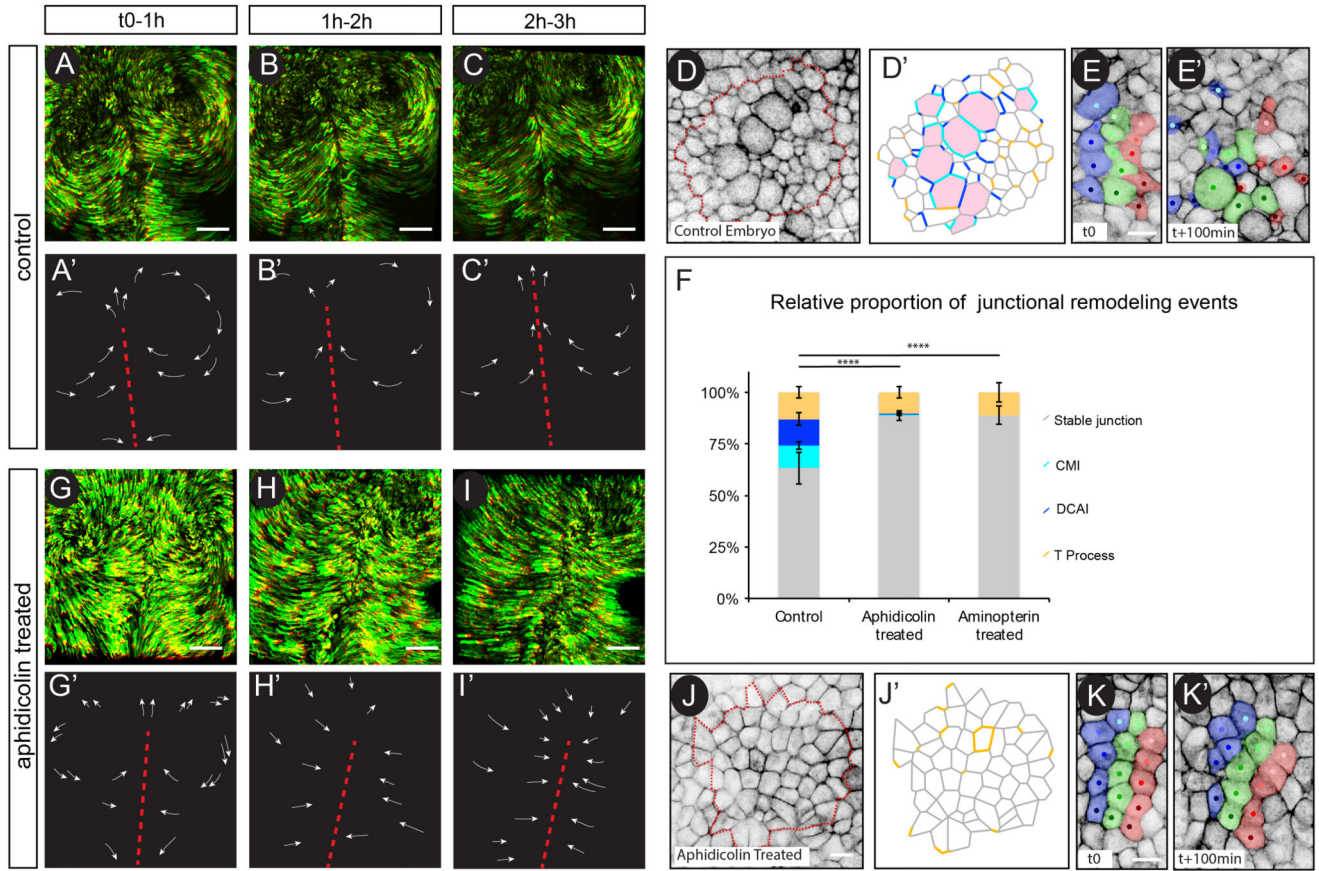 t0-1h
1h-2h
2h-3h
control
A
B
C
A'
B'
C'
D
Control Embryo
D'
E
t0
E'
t+100min
F
Relative proportion of junctional remodeling events
****
****
100%
75%
50%
25%
0%
Control
Aphidicolin treated
Aminopterin treated
Stable junction
CMI
DCAI
T Process
aphidicolin treated
G
H
I
G'
H'
I'
J
Aphidicolin Treated
J'
K
t0
K'
t+100min